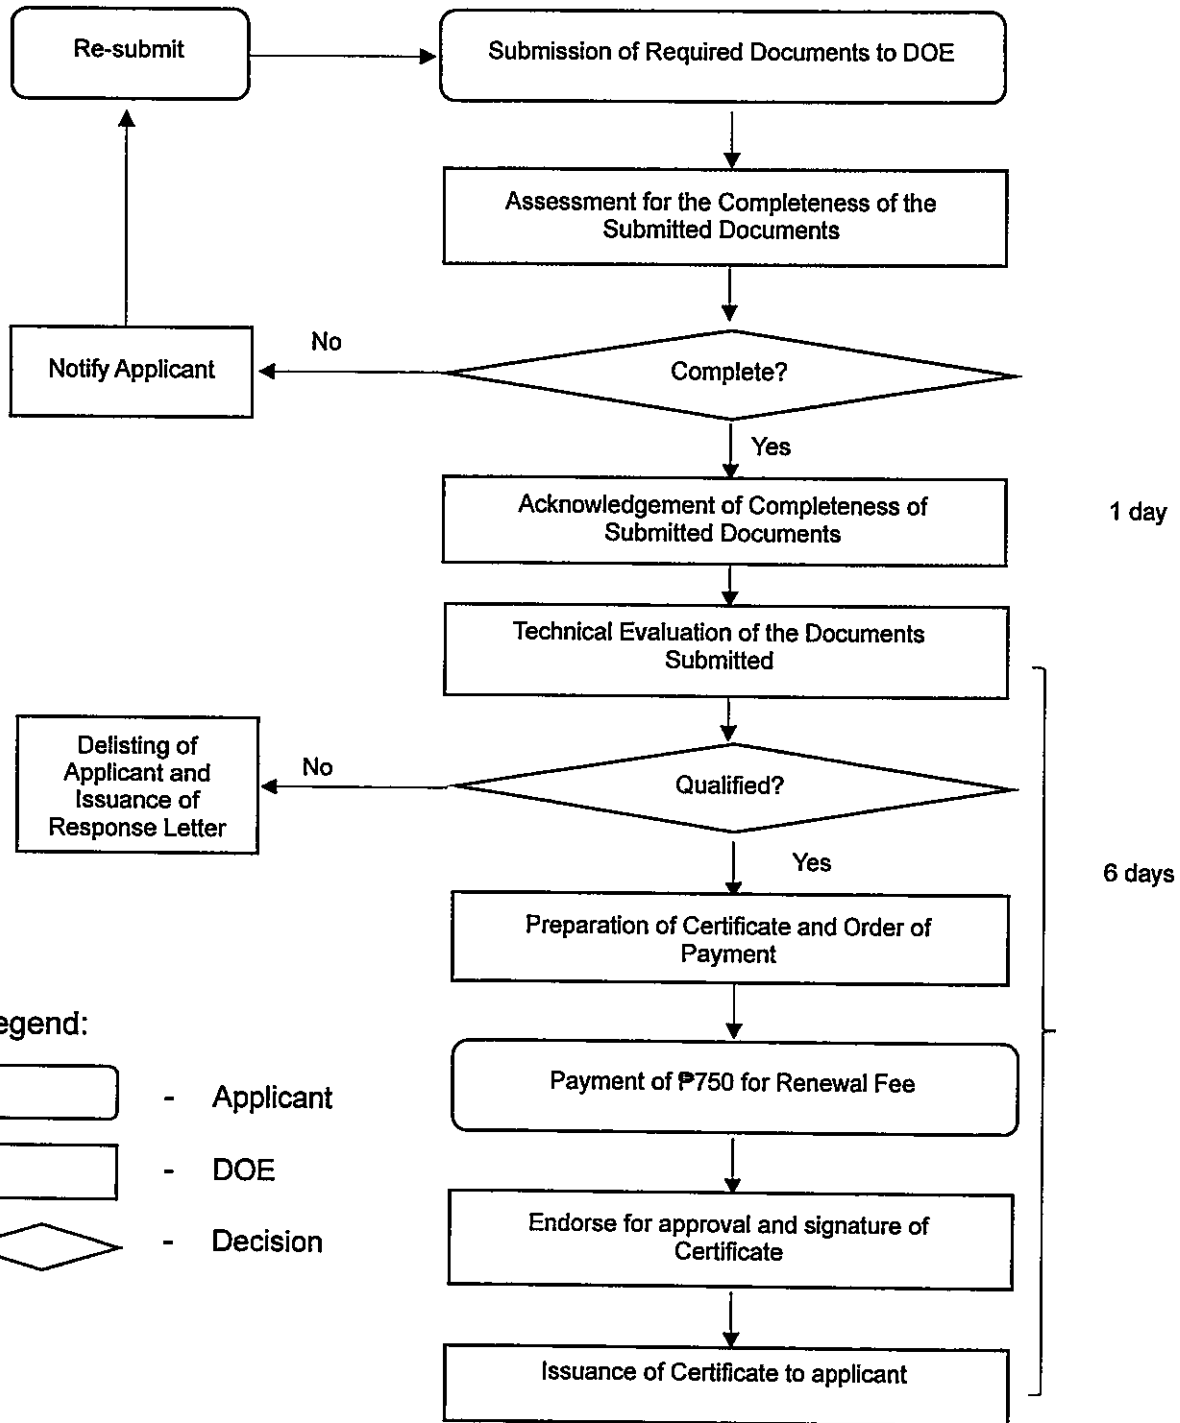 Re-submit
Submission of Required Documents to DOE
Assessment for the Completeness of the
Submitted Documents
No
Notify Applicant
Complete?
Yes
Acknowledgement of Completeness of
Submitted Documents
1 day
Technical Evaluation of the Documents
Submitted
Delisting of
Applicant and
Issuance of
Response Letter
No
Qualified?
Yes
6 days
Preparation of Certificate and Order of
Payment
egend:
Payment of ₱750 for Renewal Fee
- Applicant
- DOE
Endorse for approval and signature of
Certificate
- Decision
Issuance of Certificate to applicant